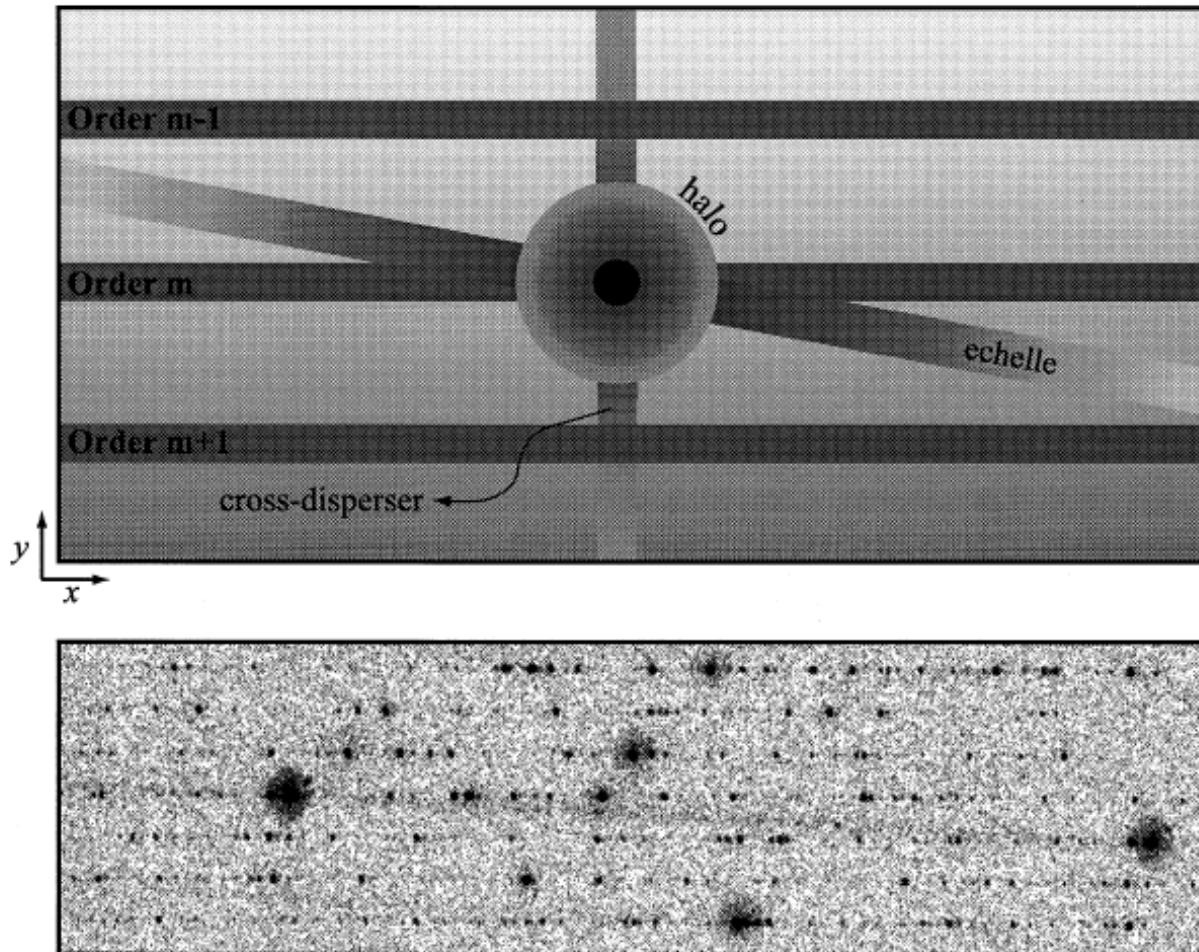 Order m-1
halo
Order m
echelle
Order m+1
cross-disperser
y
x